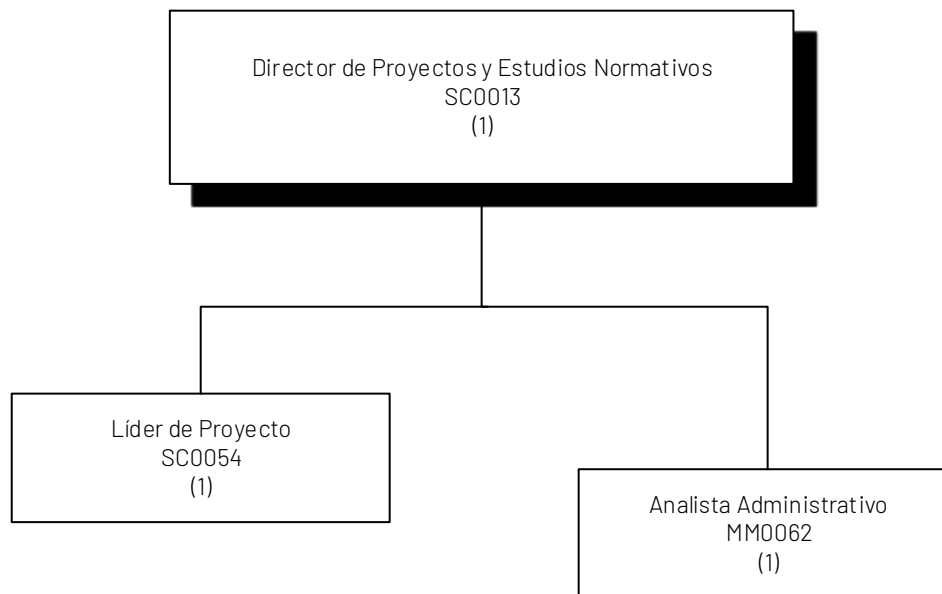 Director de Proyectos y Estudios Normativos
SC0013
(1)
Líder de Proyecto
SC0054
(1)
Analista Administrativo
MM0062
(1)